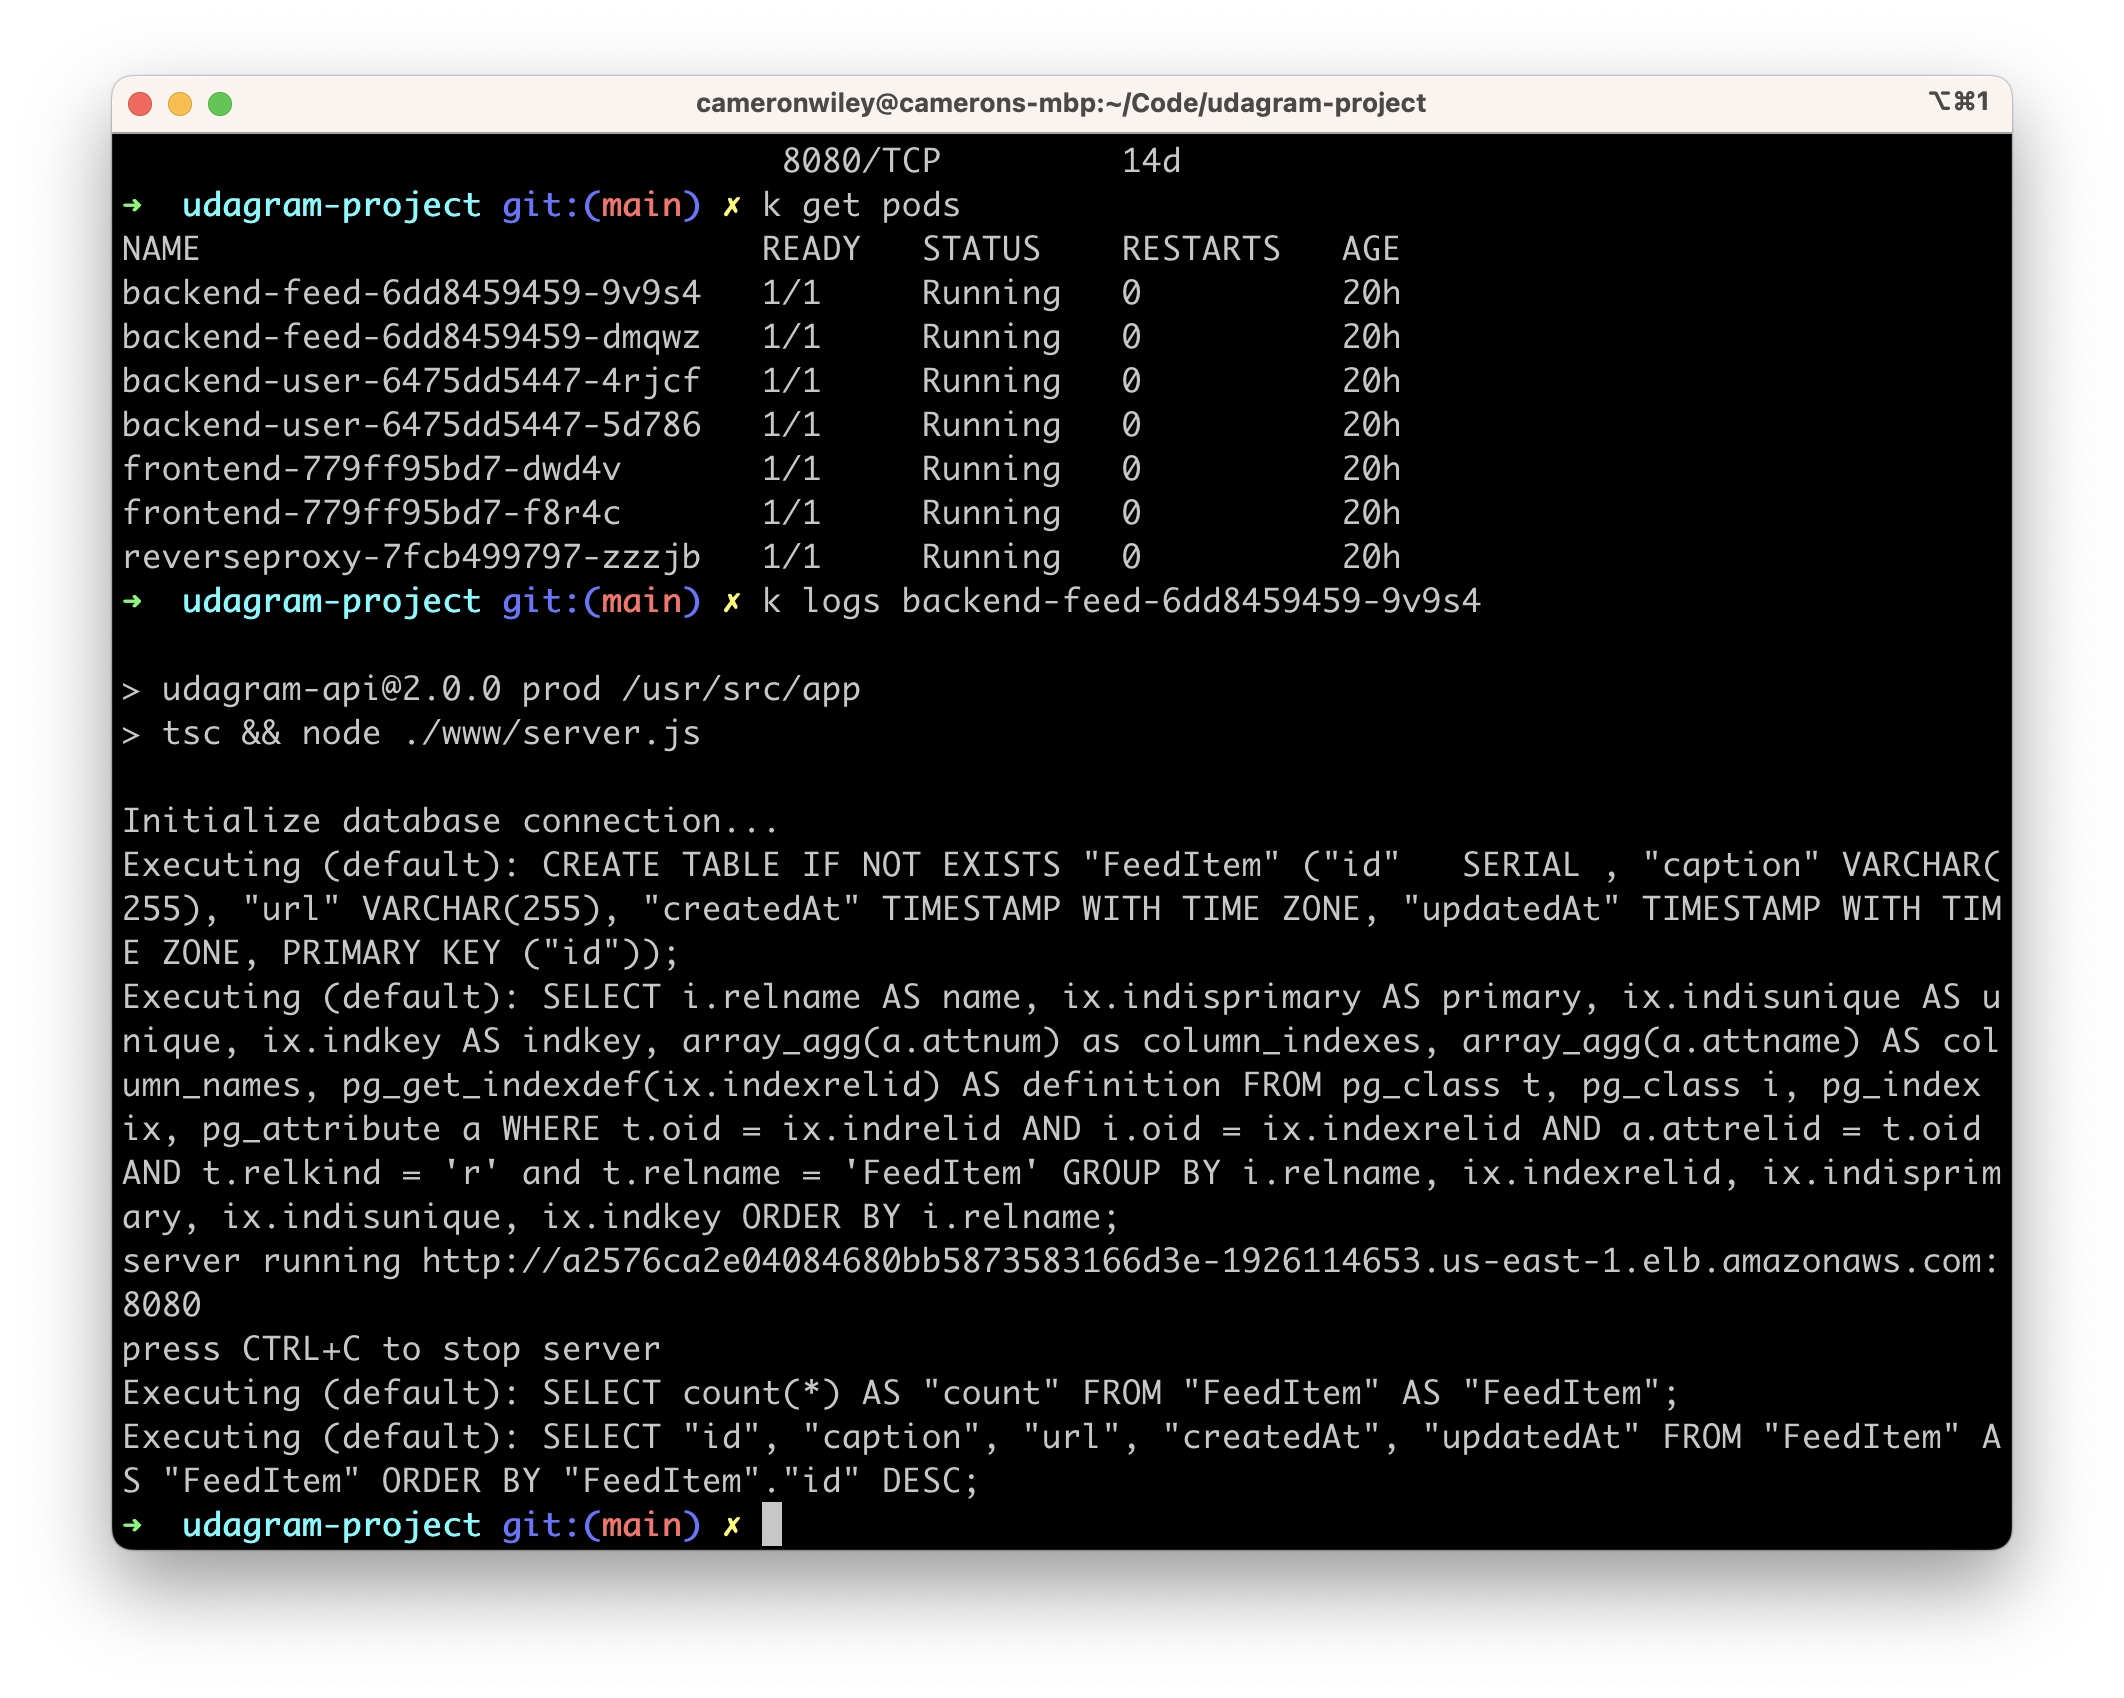 cameronwiley@camerons-mbp:~/Code/udagram-project
⌥⌘1
8080/TCP         14d
➜  udagram-project git:(main) ✗ k get pods
NAME                            READY   STATUS    RESTARTS   AGE
backend-feed-6dd8459459-9v9s4   1/1     Running   0          20h
backend-feed-6dd8459459-dmqwz   1/1     Running   0          20h
backend-user-6475dd5447-4rjcf   1/1     Running   0          20h
backend-user-6475dd5447-5d786   1/1     Running   0          20h
frontend-779ff95bd7-dwd4v       1/1     Running   0          20h
frontend-779ff95bd7-f8r4c       1/1     Running   0          20h
reverseproxy-7fcb499797-zzzjb   1/1     Running   0          20h
➜  udagram-project git:(main) ✗ k logs backend-feed-6dd8459459-9v9s4
> udagram-api@2.0.0 prod /usr/src/app
> tsc && node ./www/server.js
Initialize database connection...
Executing (default): CREATE TABLE IF NOT EXISTS "FeedItem" ("id"   SERIAL , "caption" VARCHAR(
255), "url" VARCHAR(255), "createdAt" TIMESTAMP WITH TIME ZONE, "updatedAt" TIMESTAMP WITH TIM
E ZONE, PRIMARY KEY ("id"));
Executing (default): SELECT i.relname AS name, ix.indisprimary AS primary, ix.indisunique AS u
nique, ix.indkey AS indkey, array_agg(a.attnum) as column_indexes, array_agg(a.attname) AS col
umn_names, pg_get_indexdef(ix.indexrelid) AS definition FROM pg_class t, pg_class i, pg_index
ix, pg_attribute a WHERE t.oid = ix.indrelid AND i.oid = ix.indexrelid AND a.attrelid = t.oid
AND t.relkind = 'r' and t.relname = 'FeedItem' GROUP BY i.relname, ix.indexrelid, ix.indisprim
ary, ix.indisunique, ix.indkey ORDER BY i.relname;
server running http://a2576ca2e04084680bb5873583166d3e-1926114653.us-east-1.elb.amazonaws.com:
8080
press CTRL+C to stop server
Executing (default): SELECT count(*) AS "count" FROM "FeedItem" AS "FeedItem";
Executing (default): SELECT "id", "caption", "url", "createdAt", "updatedAt" FROM "FeedItem" A
S "FeedItem" ORDER BY "FeedItem"."id" DESC;
➜  udagram-project git:(main) ✗